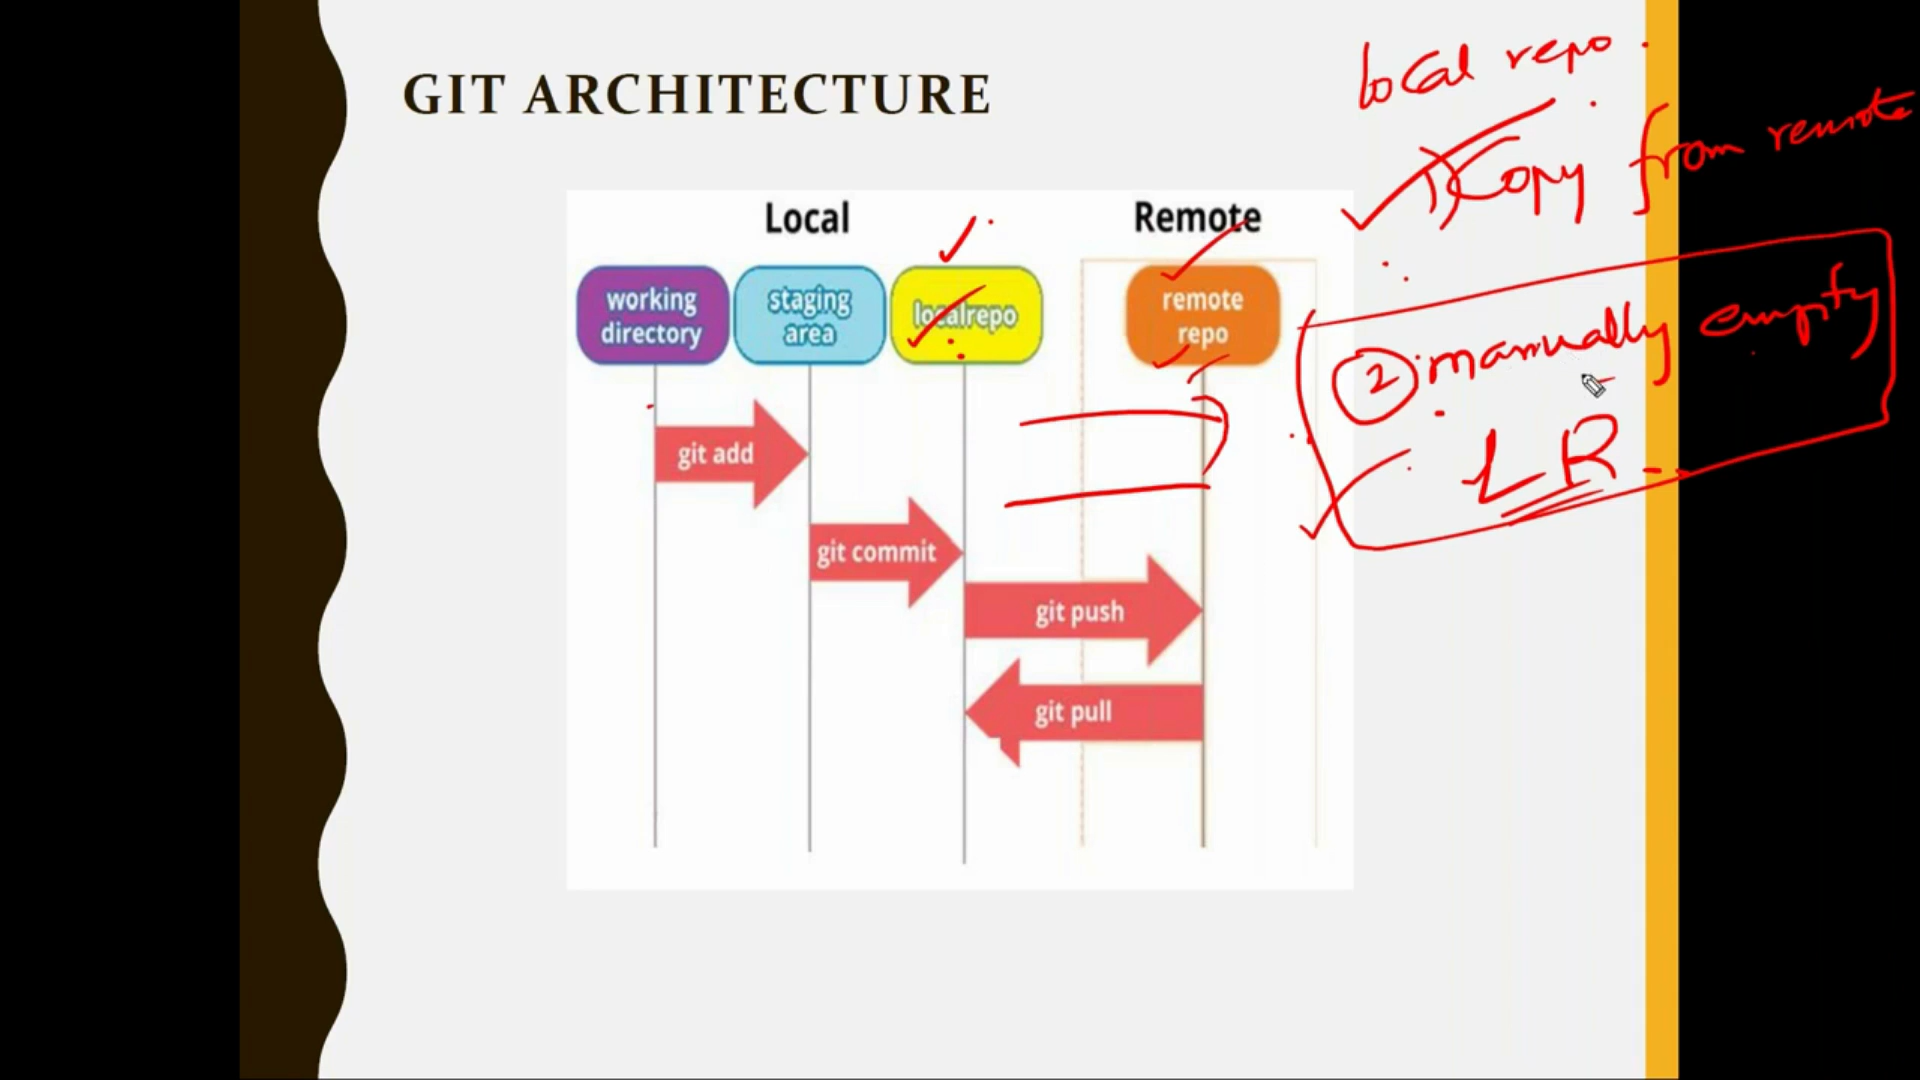 GIT ARCHITECTURE
local repo.
1) Copy from remote
2 manually empty
LR
Local
Remote
working
directory
staging
area
localrepo
remote
repo
git add
git commit
git push
git pull